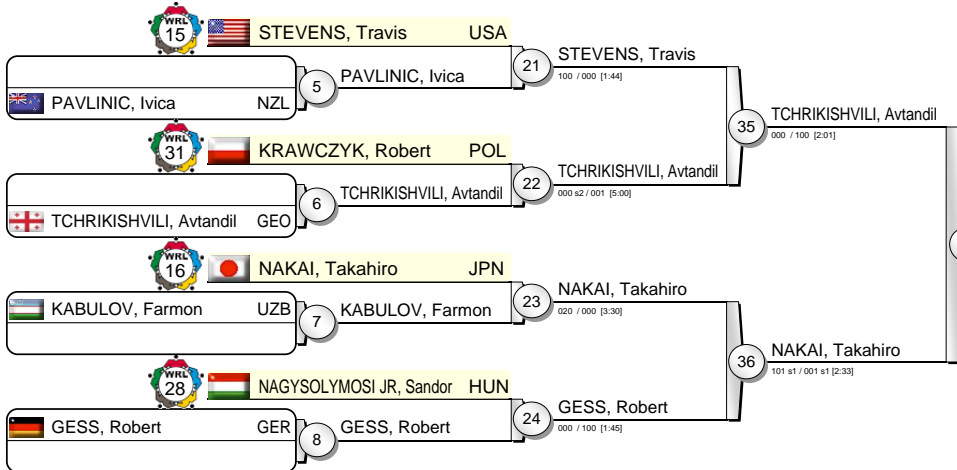 WRL 15 STEVENS, Travis USA
21 STEVENS, Travis
100 / 000 [1:44]
5 PAVLINIC, Ivica
PAVLINIC, Ivica NZL
35 TCHRIKISHVILI, Avtandil
000 / 100 [2:01]
WRL 31 KRAWCZYK, Robert POL
22 TCHRIKISHVILI, Avtandil
000 s2 / 001 [5:00]
6 TCHRIKISHVILI, Avtandil
TCHRIKISHVILI, Avtandil GEO
WRL 16 NAKAI, Takahiro JPN
23 NAKAI, Takahiro
020 / 000 [3:30]
KABULOV, Farmon UZB
7 KABULOV, Farmon
36 NAKAI, Takahiro
101 s1 / 001 s1 [2:33]
WRL 28 NAGYSOLYMOSI JR, Sandor HUN
24 GESS, Robert
000 / 100 [1:45]
GESS, Robert GER
8 GESS, Robert